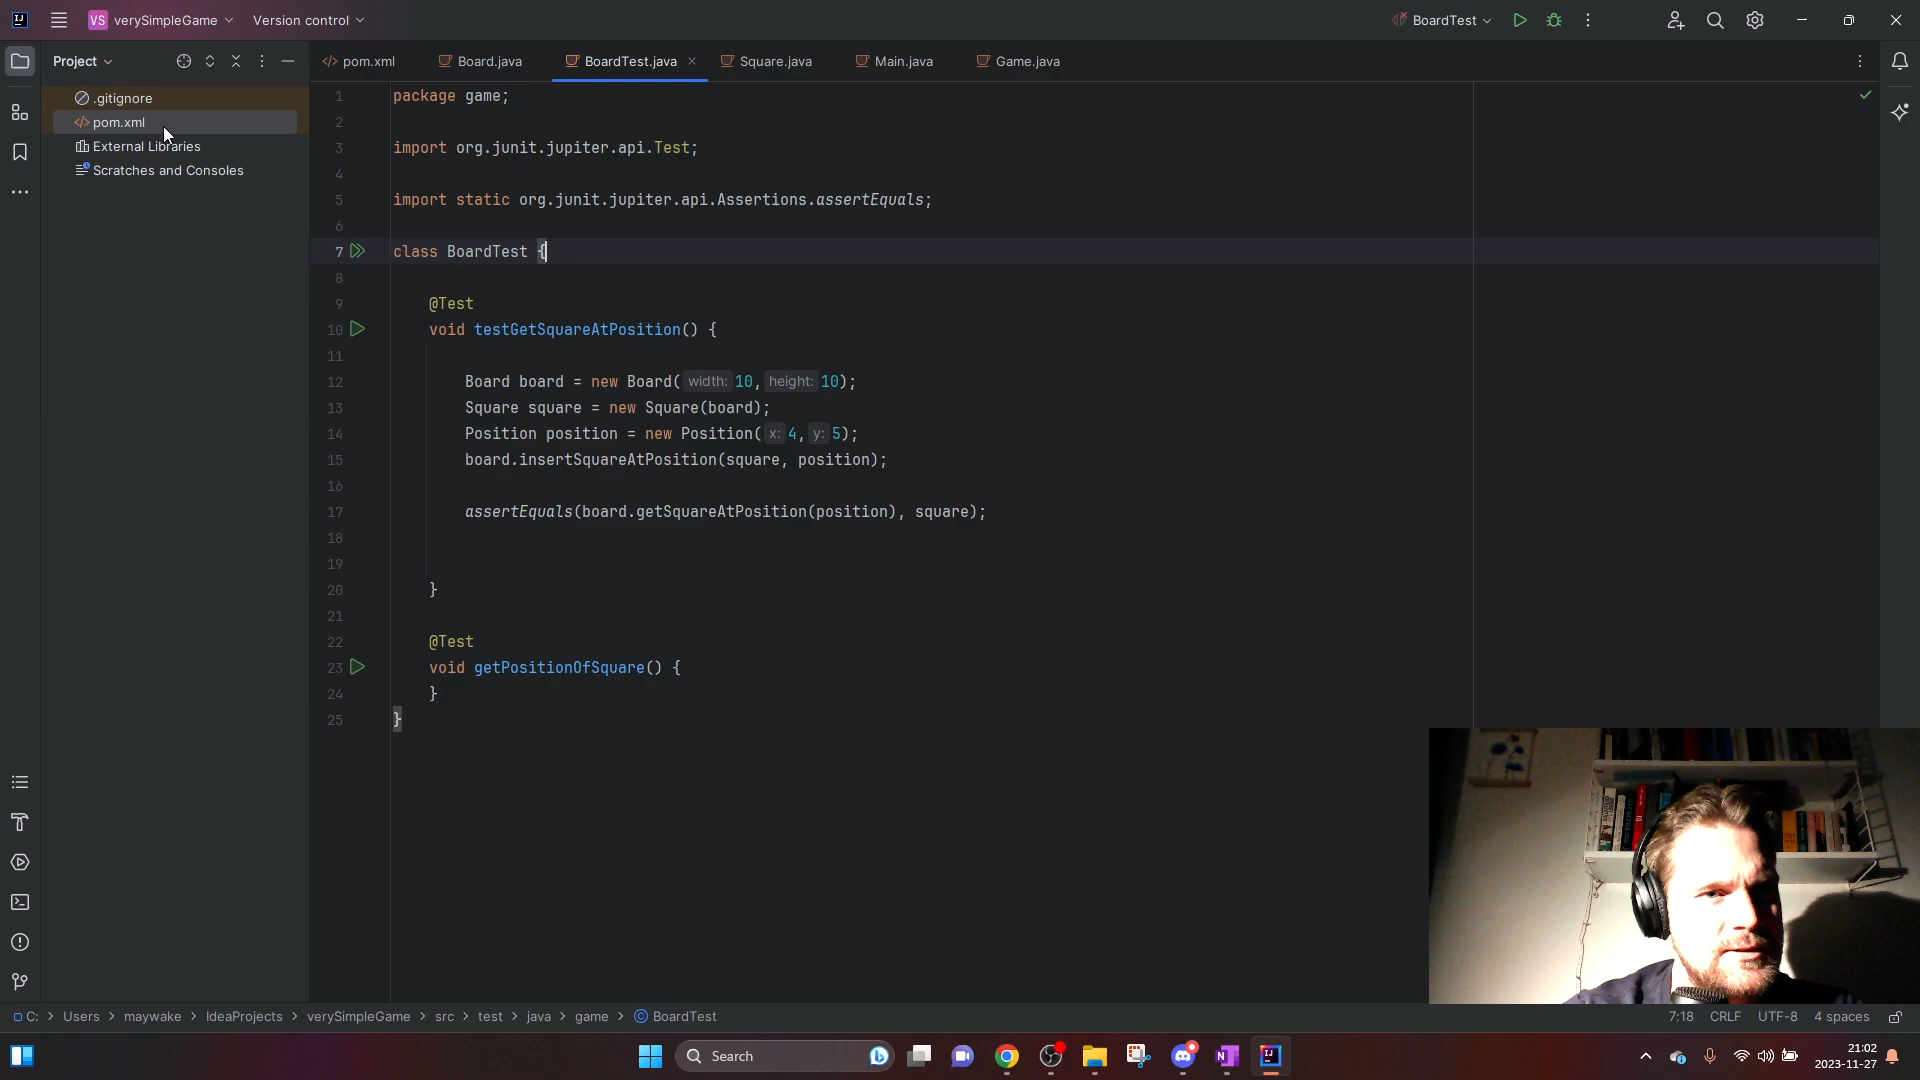 VS verySimpleGame Version control BoardTest
Project pom.xml Board.java BoardTest.java Square.java Main.java Game.java
.gitignore
pom.xml
External Libraries
Scratches and Consoles
1 package game;
2
3 import org.junit.jupiter.api.Test;
4
5 import static org.junit.jupiter.api.Assertions.assertEquals;
6
7 class BoardTest {
8
9 @Test
10 void testGetSquareAtPosition() {
11
12 Board board = new Board( width: 10, height: 10);
13 Square square = new Square(board);
14 Position position = new Position( x: 4, y: 5);
15 board.insertSquareAtPosition(square, position);
16
17 assertEquals(board.getSquareAtPosition(position), square);
18
19
20 }
21
22 @Test
23 void getPositionOfSquare() {
24 }
25 }
C: > Users > maywake > IdeaProjects > verySimpleGame > src > test > java > game > BoardTest 7:18 CRLF UTF-8 4 spaces
Search 21:02
2023-11-27